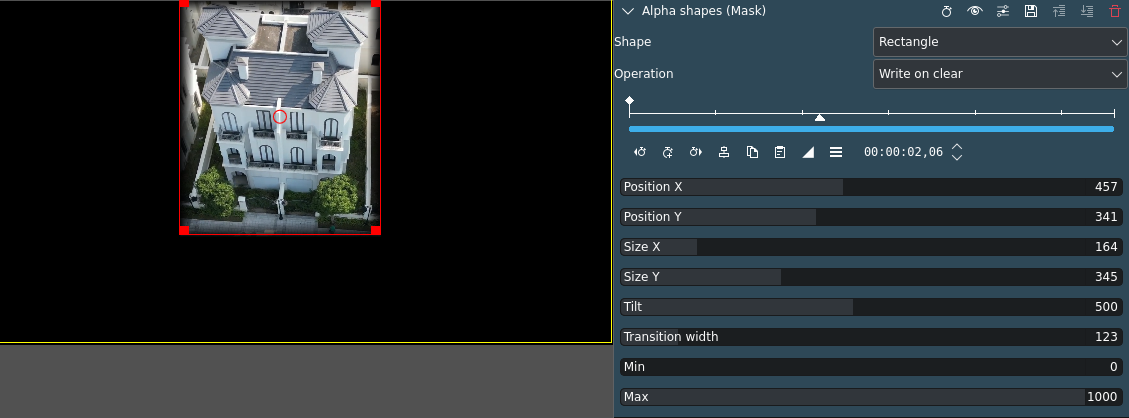 Alpha shapes (Mask)
Shape
Rectangle
Operation
Write on clear
00:00:02,06
Position X 457
Position Y 341
Size X 164
Size Y 345
Tilt 500
Transition width 123
Min 0
Max 1000